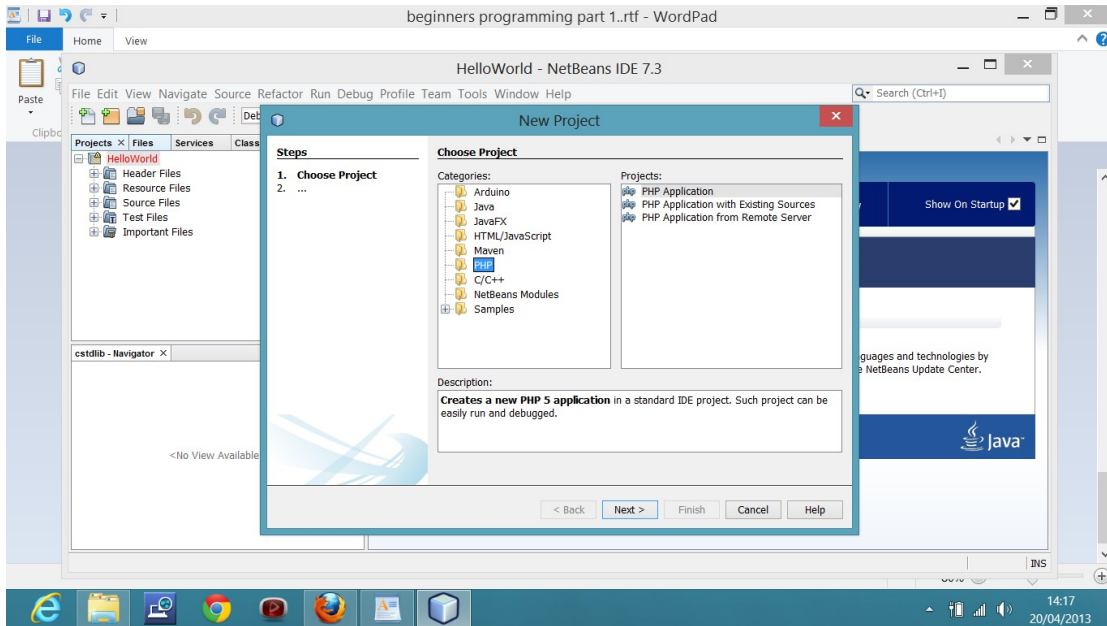 beginners programming part 1..rtf - WordPad
File Home View
HelloWorld - NetBeans IDE 7.3
Paste
File Edit View Navigate Source Refactor Run Debug Profile Team Tools Window Help
Search (Ctrl+I)
Deb
New Project
Projects Files Services Class
HelloWorld
Header Files
Resource Files
Source Files
Test Files
Important Files
Steps
1. Choose Project
2. ...
Choose Project
Categories:
Arduino
Java
JavaFX
HTML/JavaScript
Maven
PHP
C/C++
NetBeans Modules
Samples
Projects:
PHP Application
PHP Application with Existing Sources
PHP Application from Remote Server
Show On Startup
cstdlib - Navigator
<No View Available
Description:
Creates a new PHP 5 application in a standard IDE project. Such project can be
easily run and debugged.
guages and technologies by
NetBeans Update Center.
Java
< Back Next > Finish Cancel Help
INS
14:17
20/04/2013